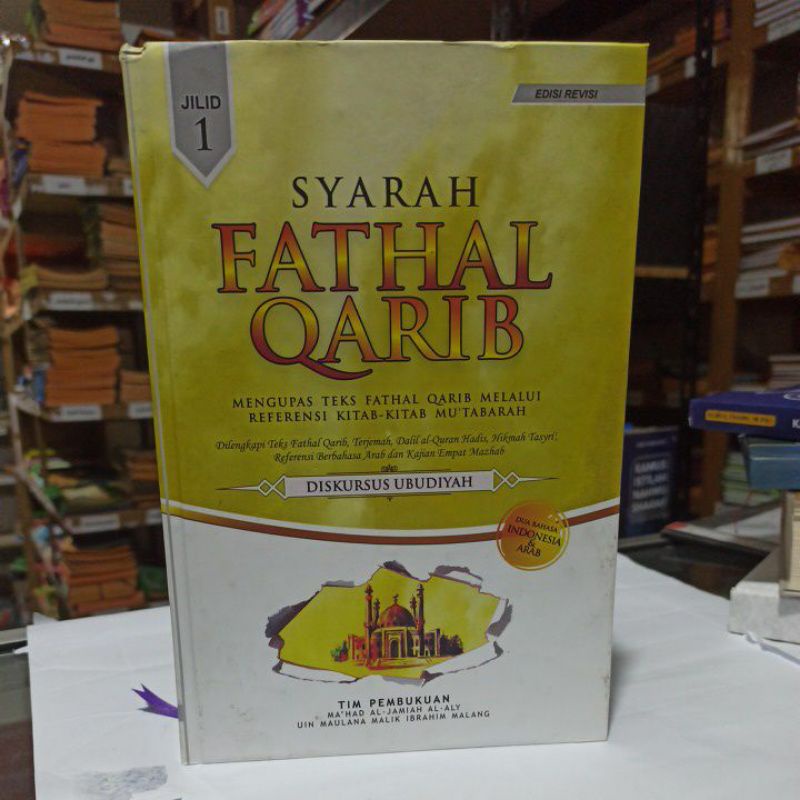 JILID
1
EDISI REVISI
SYARAH
FATHAL
QARIB
MENGUPAS TEKS FATHAL QARIB MELALUI
REFERENSI KITAB-KITAB MU'TABARAH
Dilengkapi Teks Fathal Qarib, Terjemah, Dalil al-Quran Hadis, Hikmah Tasyri',
Referensi Berbahasa Arab dan Kajian Empat Mazhab
DISKURSUS UBUDIYAH
DUA BAHASA
INDONESIA
&
ARAB
TIM PEMBUKUAN
MA'HAD AL-JAMIAH AL-ALY
UIN MAULANA MALIK IBRAHIM MALANG
KAMUS
ISTILAH